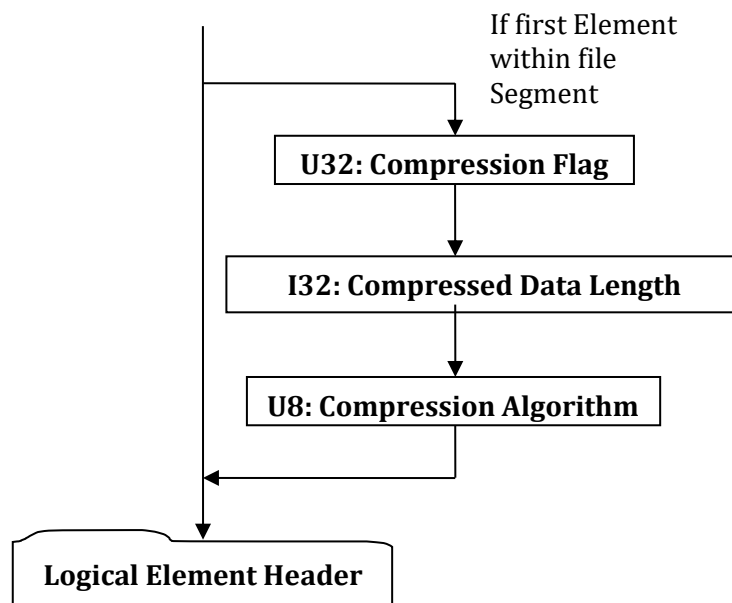 If first Element
within file
Segment
U32: Compression Flag
I32: Compressed Data Length
U8: Compression Algorithm
Logical Element Header